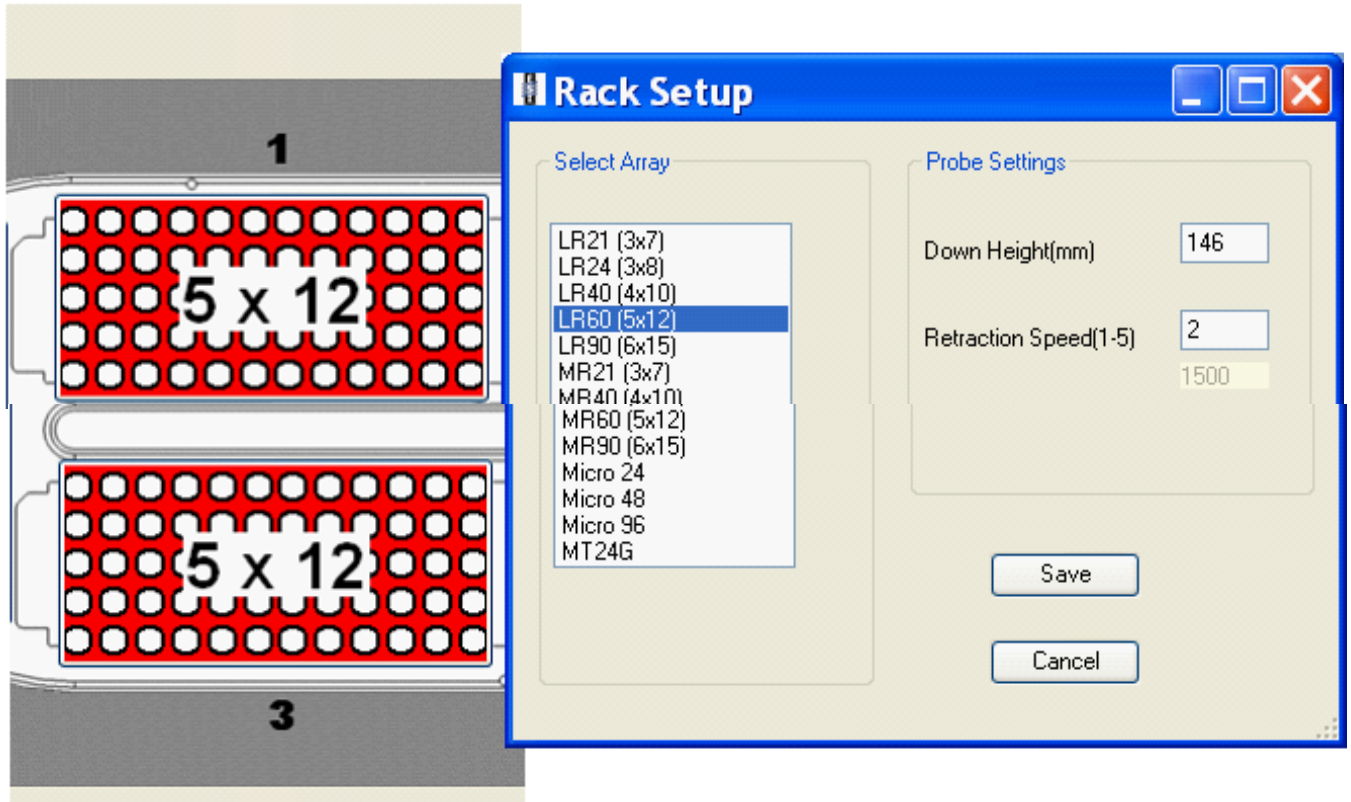 1
5 x 12
5 x 12
3
Rack Setup
Select Array
LR21 (3x7)
LR24 (3x8)
LR40 (4x10)
LR60 (5x12)
LR90 (6x15)
MR21 (3x7)
MR40 (4x10)
MR60 (5x12)
MR90 (6x15)
Micro 24
Micro 48
Micro 96
MT24G
Probe Settings
Down Height(mm) 146
Retraction Speed(1-5) 2
1500
Save
Cancel